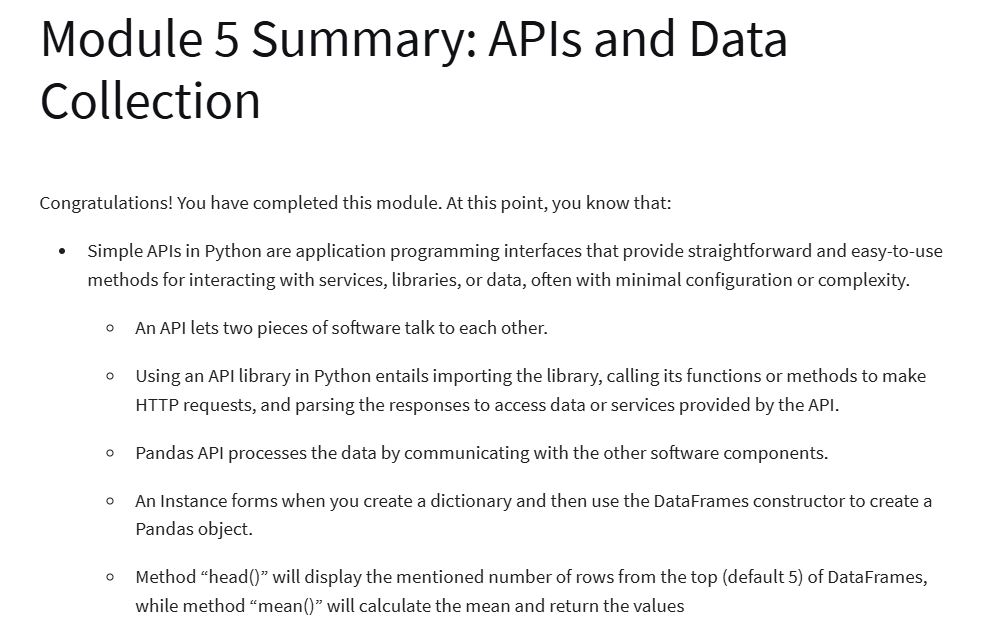 Module 5 Summary: APIs and Data
Collection
Congratulations! You have completed this module. At this point, you know that:
• Simple APIs in Python are application programming interfaces that provide straightforward and easy-to-use
methods for interacting with services, libraries, or data, often with minimal configuration or complexity.
◦ An API lets two pieces of software talk to each other.
◦ Using an API library in Python entails importing the library, calling its functions or methods to make
HTTP requests, and parsing the responses to access data or services provided by the API.
◦ Pandas API processes the data by communicating with the other software components.
◦ An Instance forms when you create a dictionary and then use the DataFrames constructor to create a
Pandas object.
◦ Method “head()” will display the mentioned number of rows from the top (default 5) of DataFrames,
while method “mean()” will calculate the mean and return the values